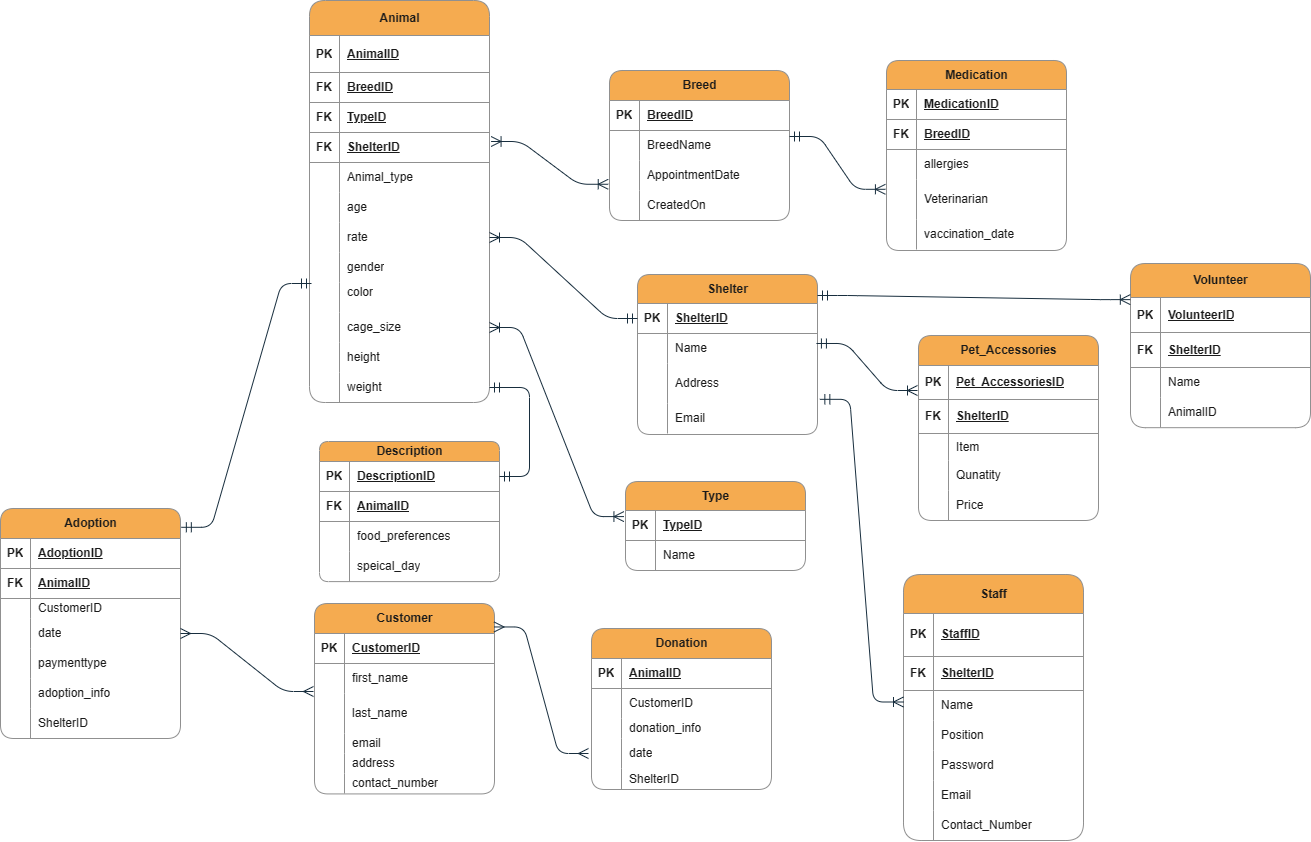 Animal
PK AnimalID
FK BreedID
FK TypeID
FK ShelterID
Animal_type
age
rate
gender
color
cage_size
height
weight
Breed
PK BreedID
BreedName
AppointmentDate
CreatedOn
Medication
PK MedicationID
FK BreedID
allergies
Veterinarian
vaccination_date
Shelter
PK ShelterID
Name
Address
Email
Volunteer
PK VolunteerID
FK ShelterID
Name
AnimalID
Pet_Accessories
PK Pet_AccessoriesID
FK ShelterID
Item
Qunatity
Price
Description
PK DescriptionID
FK AnimalID
food_preferences
speical_day
Type
PK TypeID
Name
Adoption
PK AdoptionID
FK AnimalID
CustomerID
date
paymenttype
adoption_info
ShelterID
Customer
PK CustomerID
first_name
last_name
email
address
contact_number
Donation
PK AnimalID
CustomerID
donation_info
date
ShelterID
Staff
PK StaffID
FK ShelterID
Name
Position
Password
Email
Contact_Number